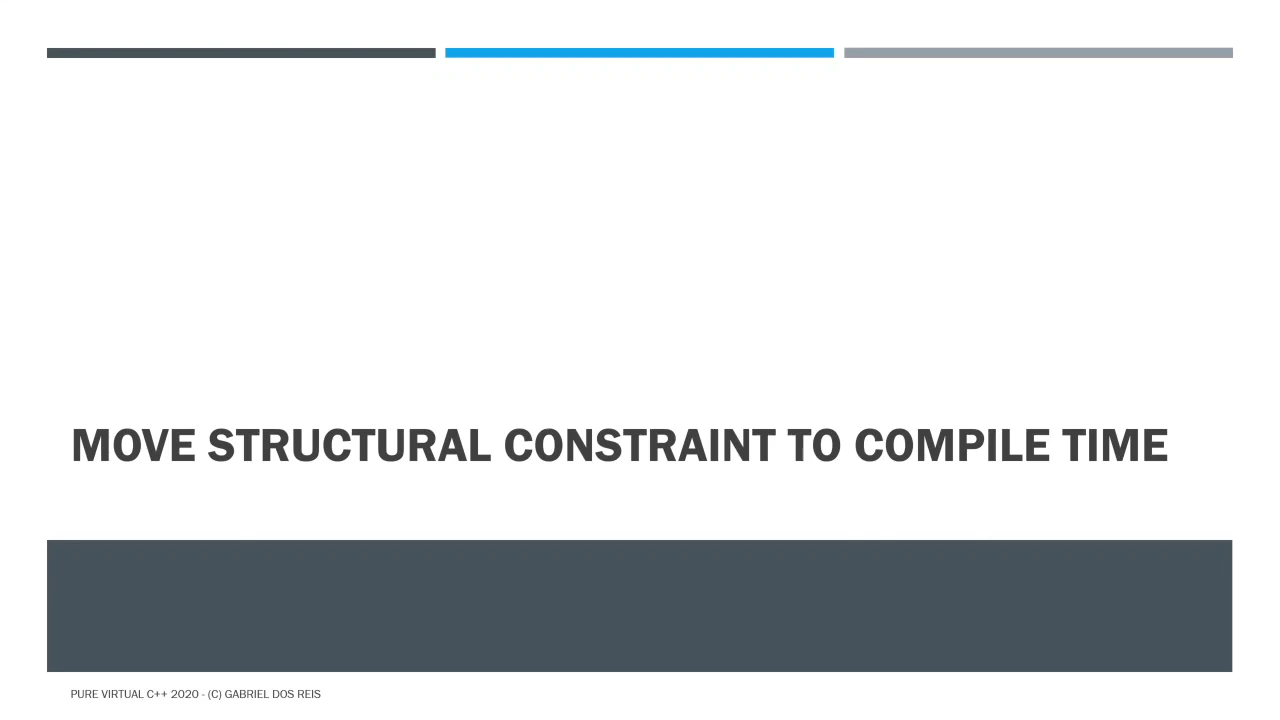 MOVE STRUCTURAL CONSTRAINT TO COMPILE TIME
PURE VIRTUAL C++ 2020 - (C) GABRIEL DOS REIS